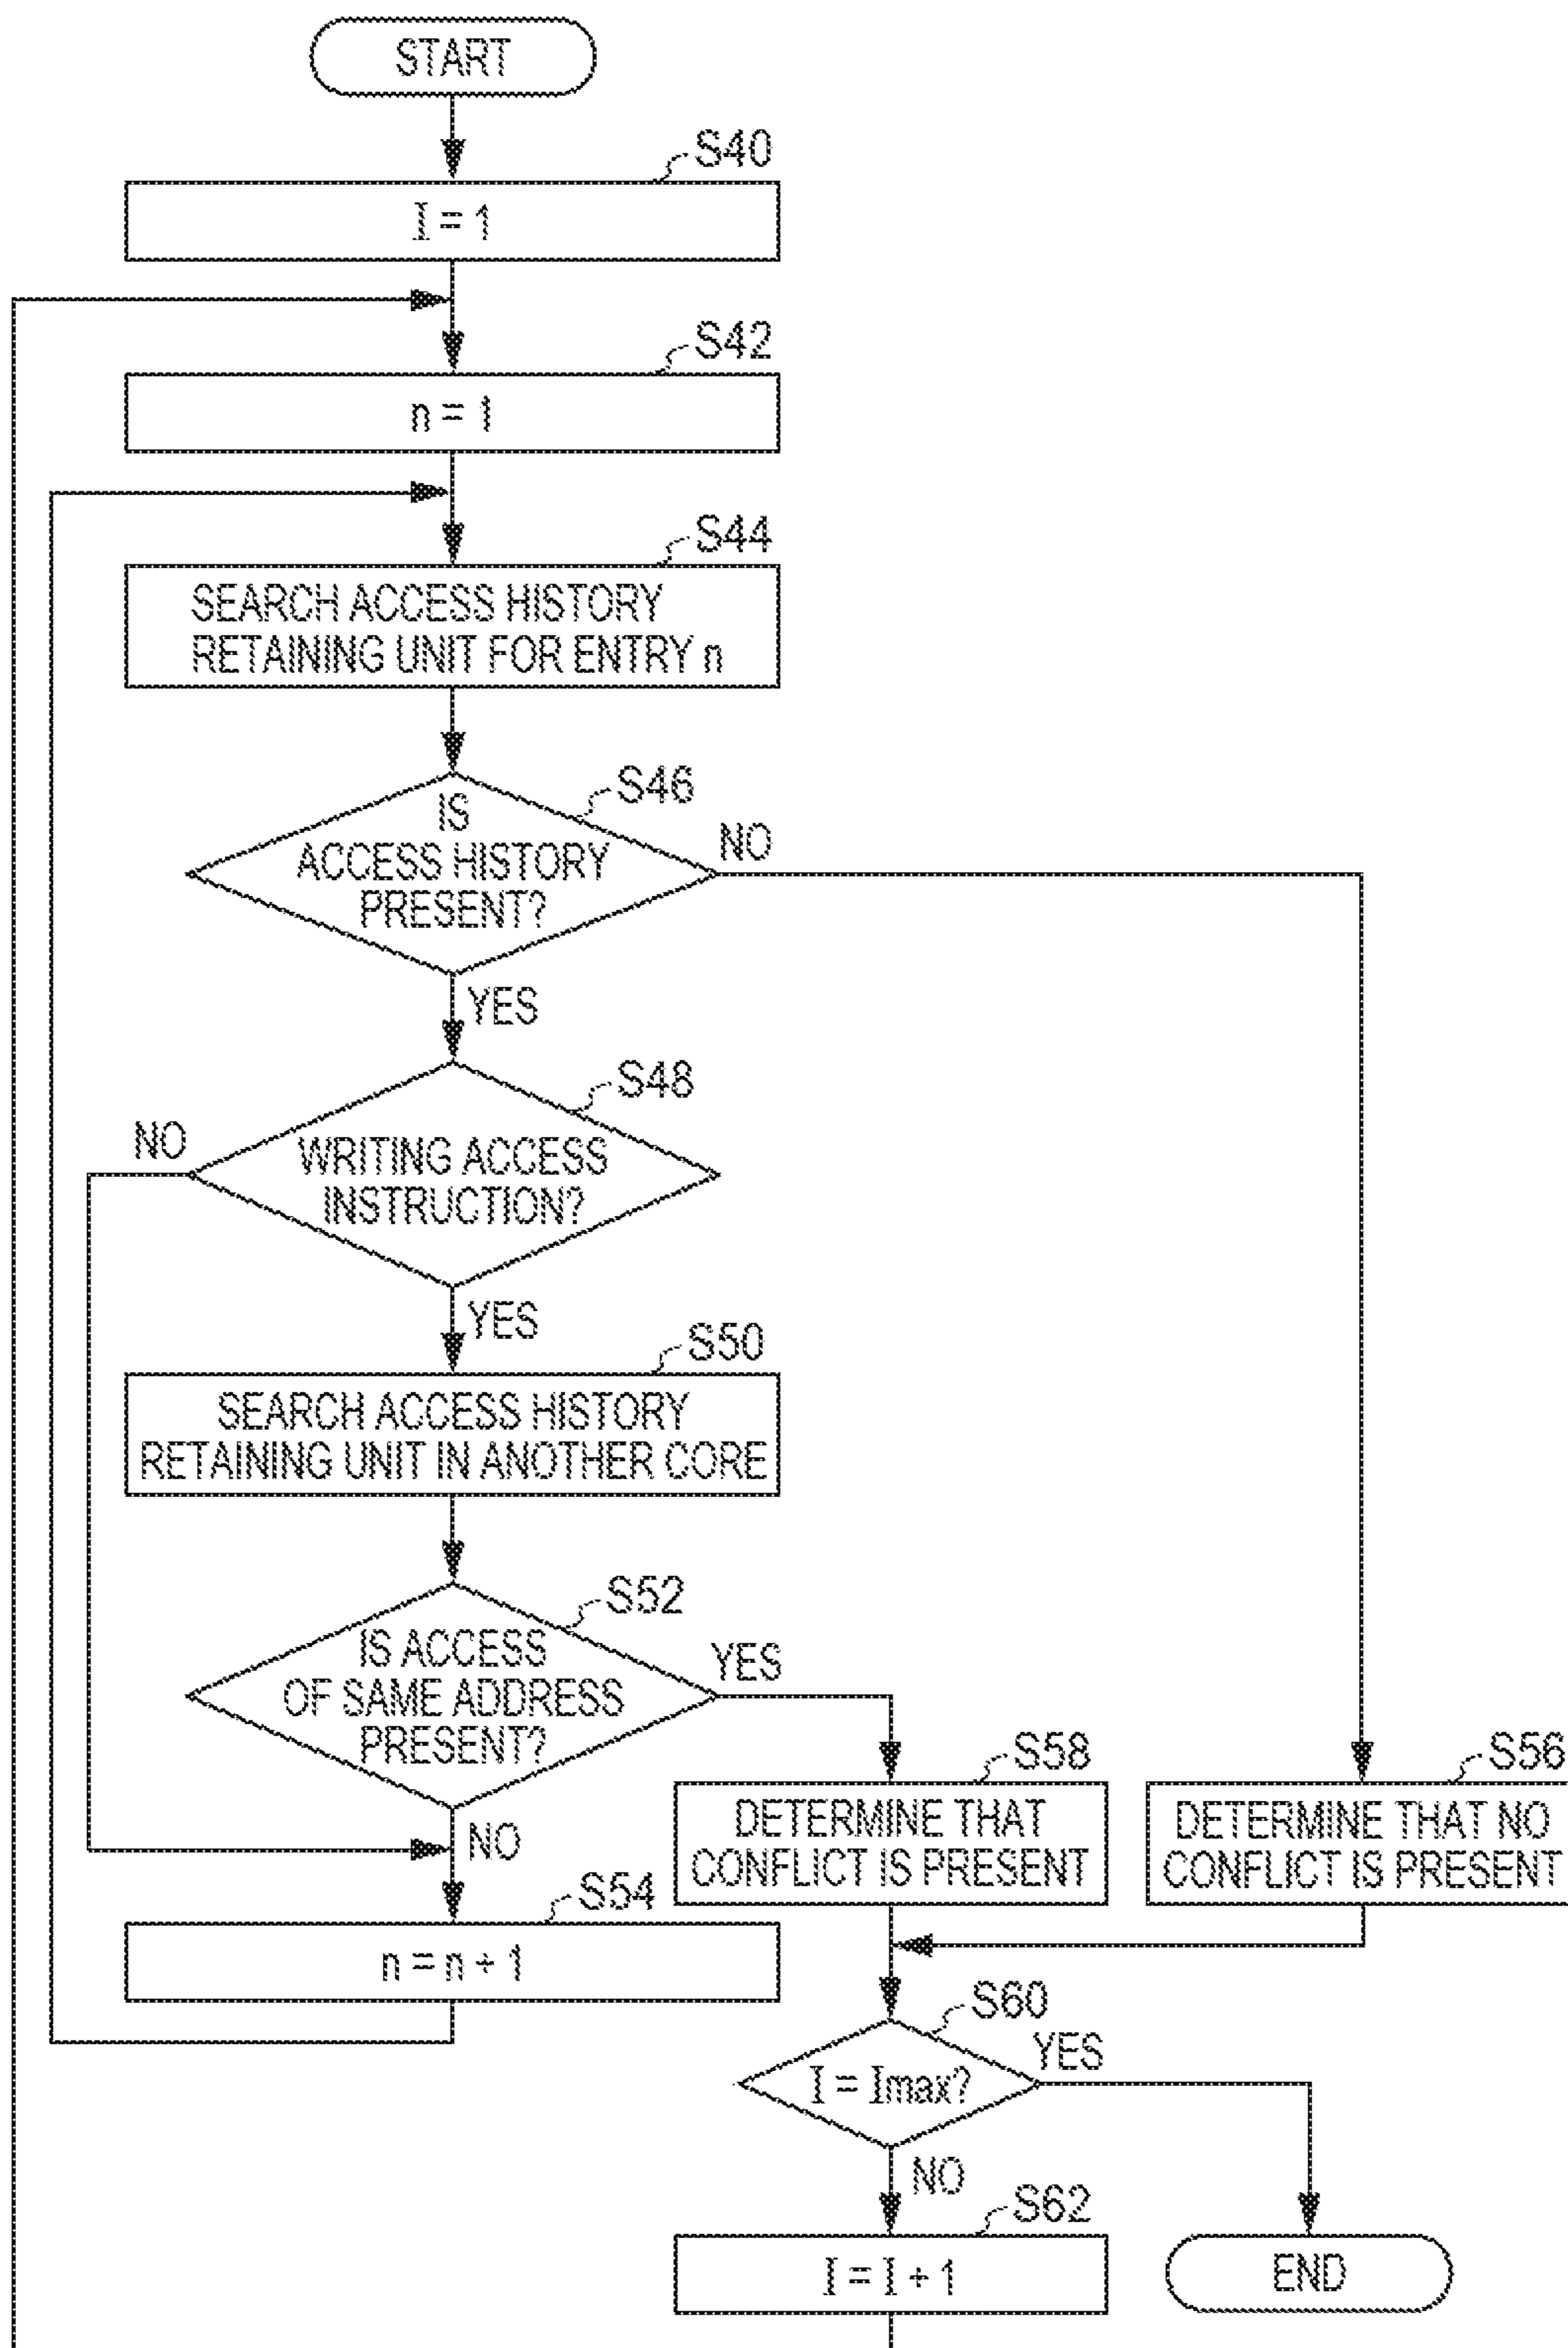 START
S40
I = 1
S42
n = 1
S44
SEARCH ACCESS HISTORY
RETAINING UNIT FOR ENTRY n
S46
IS
ACCESS HISTORY
PRESENT?
NO
YES
S48
NO
WRITING ACCESS
INSTRUCTION?
YES
S50
SEARCH ACCESS HISTORY
RETAINING UNIT IN ANOTHER CORE
S52
IS ACCESS
OF SAME ADDRESS
PRESENT?
YES
NO
S58
DETERMINE THAT
CONFLICT IS PRESENT
S56
DETERMINE THAT NO
CONFLICT IS PRESENT
S54
n = n + 1
S60
I = Imax?
YES
NO
S62
I = I + 1
END